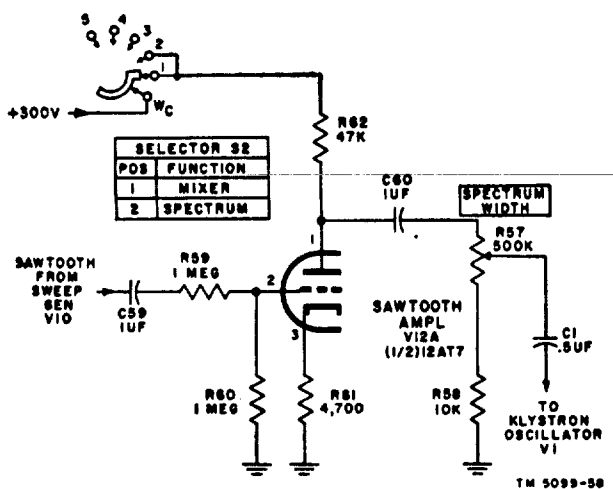 5
4
3
2
1
WC
+300V
R62
47K
SELECTOR S2
POS FUNCTION
1 MIXER
2 SPECTRUM
C60
1UF
SPECTRUM
WIDTH
R57
500K
1
R59
1 MEG
SAWTOOTH
FROM
SWEEP
GEN
V10
C59
1UF
2
3
SAWTOOTH
AMPL
V12A
(1/2)12AT7
C1
.5UF
R60
1 MEG
R61
4,700
R58
10K
TO
KLYSTRON
OSCILLATOR
V1
TM 5099-58